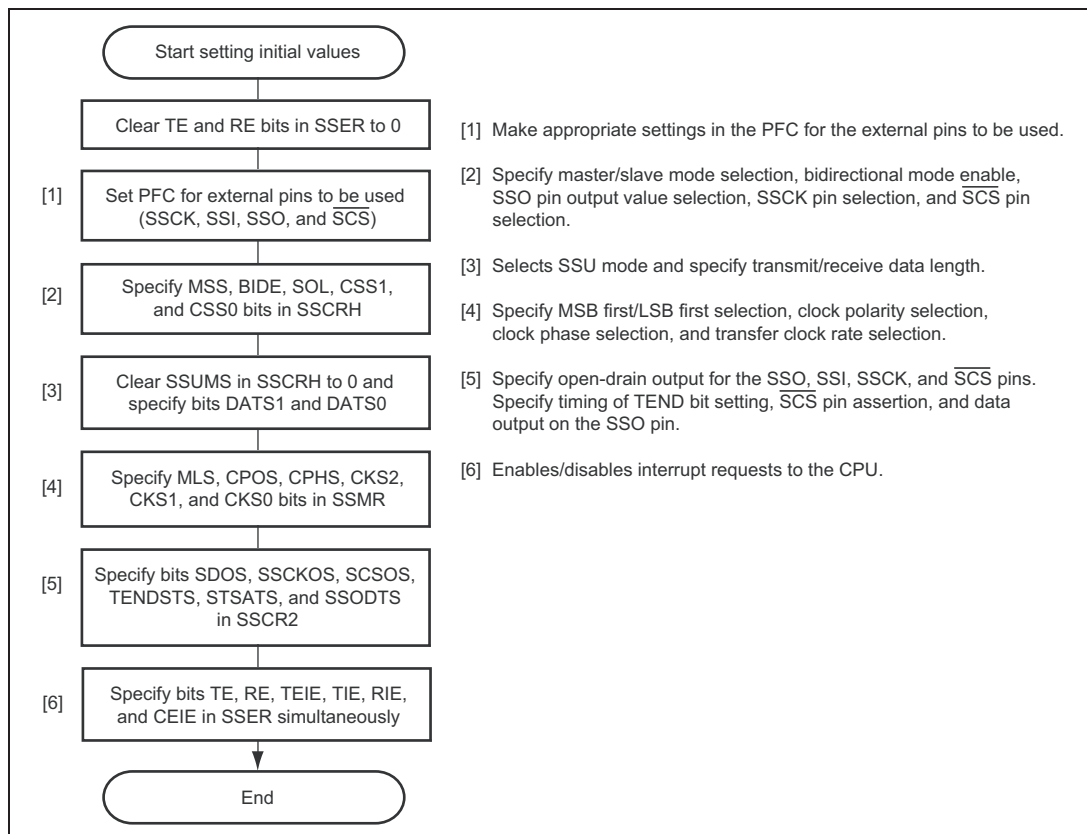 Start setting initial values
Clear TE and RE bits in SSER to 0
[1]
Set PFC for external pins to be used
(SSCK, SSI, SSO, and S̅C̅S̅)
[2]
Specify MSS, BIDE, SOL, CSS1,
and CSS0 bits in SSCRH
[3]
Clear SSUMS in SSCRH to 0 and
specify bits DATS1 and DATS0
[4]
Specify MLS, CPOS, CPHS, CKS2,
CKS1, and CKS0 bits in SSMR
[5]
Specify bits SDOS, SSCKOS, SCSOS,
TENDSTS, STSATS, and SSODTS
in SSCR2
[6]
Specify bits TE, RE, TEIE, TIE, RIE,
and CEIE in SSER simultaneously
End
[1] Make appropriate settings in the PFC for the external pins to be used.
[2] Specify master/slave mode selection, bidirectional mode enable,
SSO pin output value selection, SSCK pin selection, and S̅C̅S̅ pin
selection.
[3] Selects SSU mode and specify transmit/receive data length.
[4] Specify MSB first/LSB first selection, clock polarity selection,
clock phase selection, and transfer clock rate selection.
[5] Specify open-drain output for the SSO, SSI, SSCK, and S̅C̅S̅ pins.
Specify timing of TEND bit setting, S̅C̅S̅ pin assertion, and data
output on the SSO pin.
[6] Enables/disables interrupt requests to the CPU.